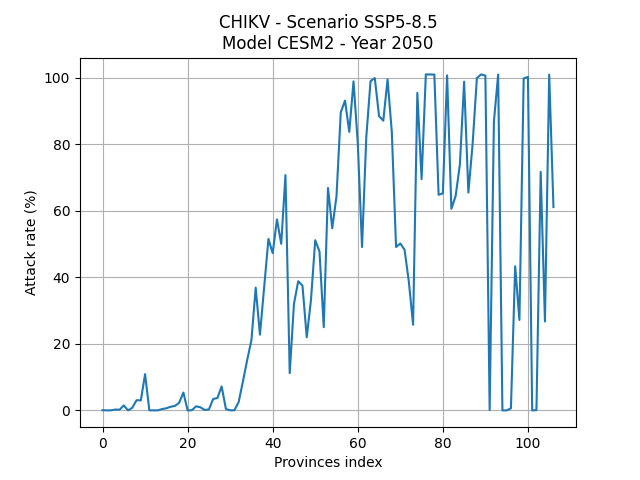 CHIKV - Scenario SSP5-8.5
Model CESM2 - Year 2050
100
80
60
40
20
0
Attack rate (%)
0 20 40 60 80 100
Provinces index